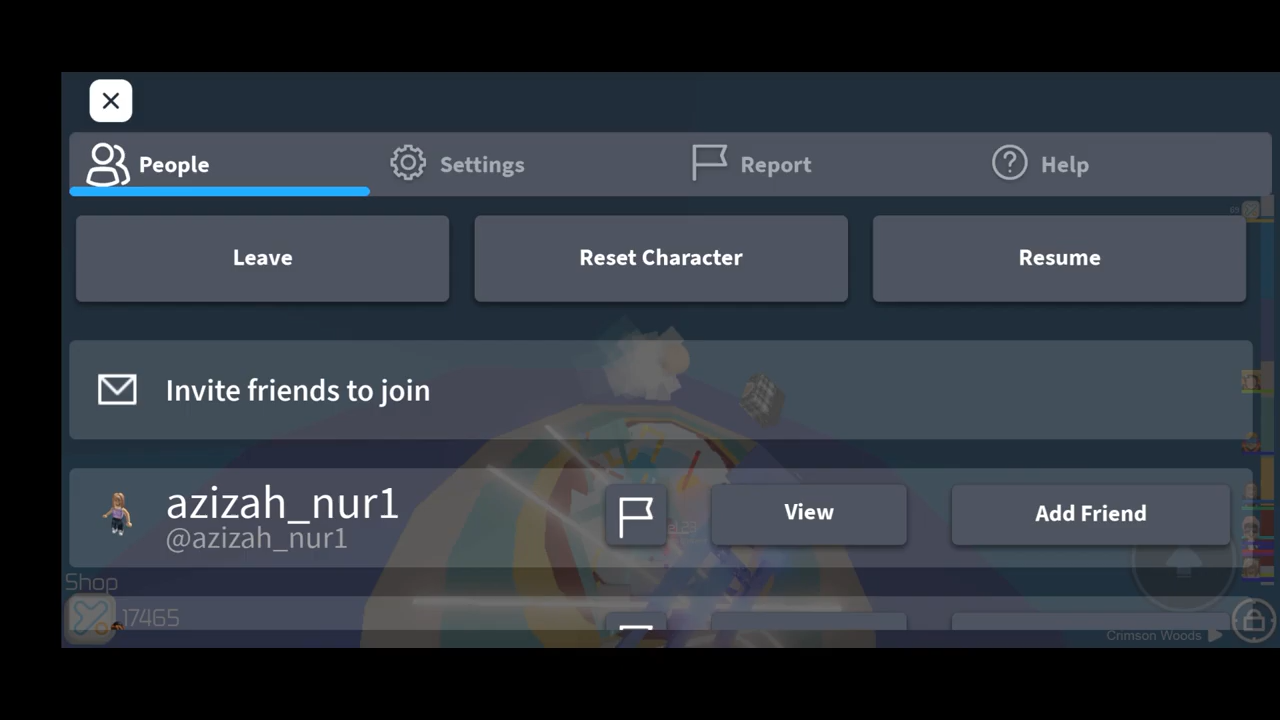 People
Settings
Report
Help
Leave
Reset Character
Resume
Invite friends to join
azizah_nur1
@azizah_nur1
View
Add Friend
Shop
17465
Crimson Woods